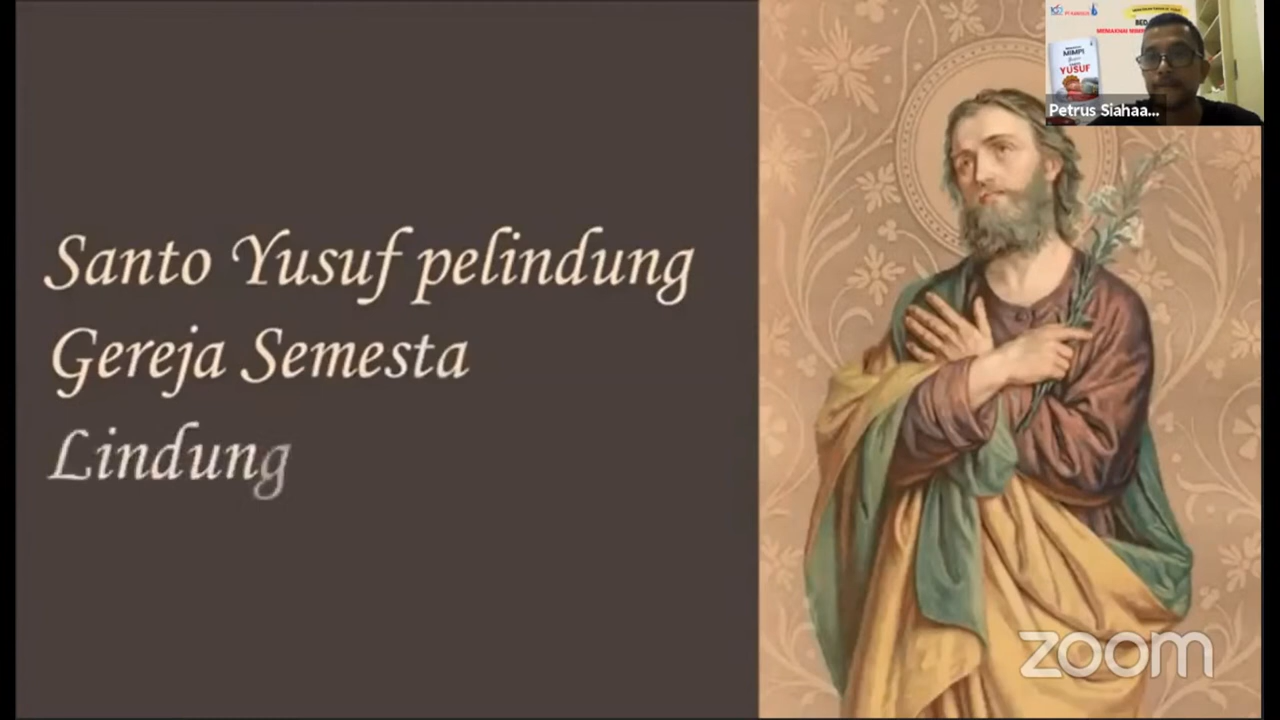 Santo Yusuf pelindung
Gereja Semesta
Lindung
MIMPI
YUSUF
Petrus Siahaa...
zoom